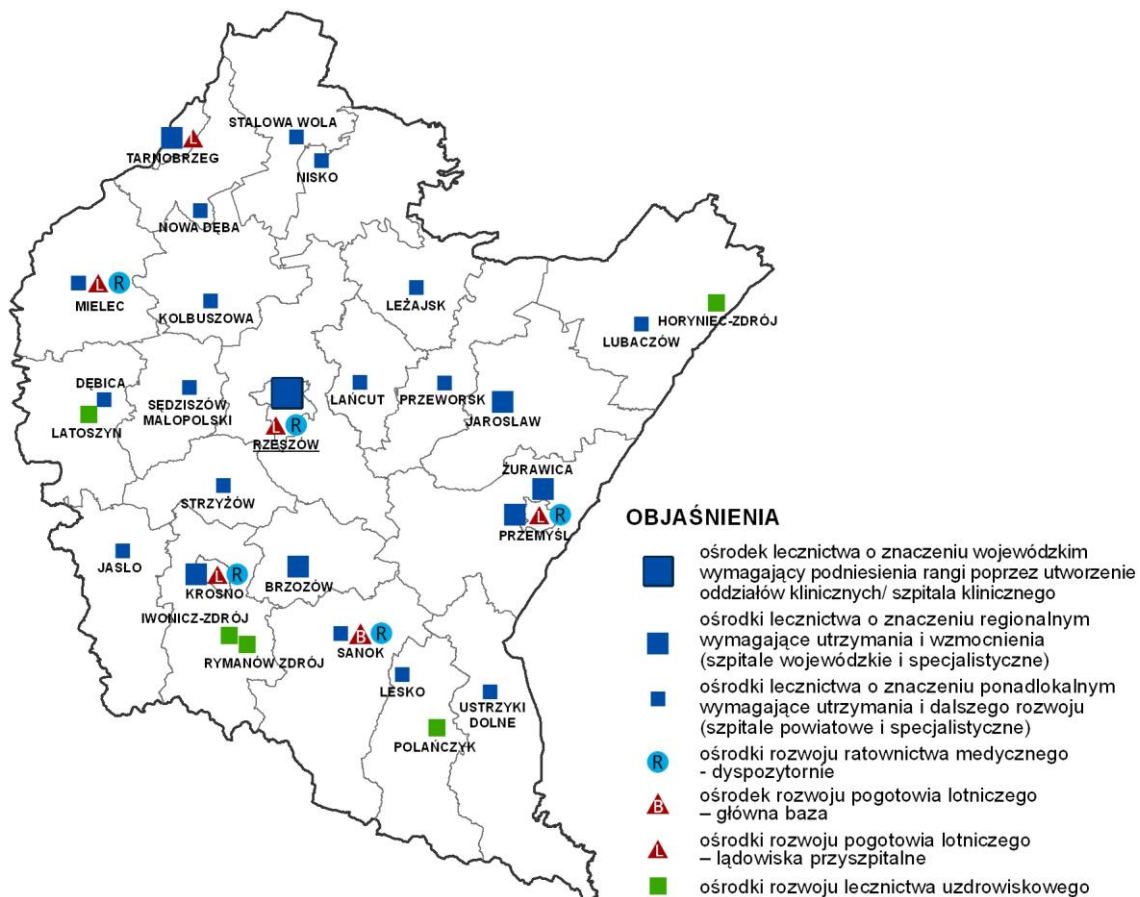 STALOWA WOLA
L
TARNOBRZEG
NISKO
NOWA DĘBA
L R
MIELEC
KOLBUSZOWA
LEŻAJSK
HORYNIEC-ZDRÓJ
LUBACZÓW
DĘBICA
SĘDZISZÓW
MALOPOLSKI
ŁAŃCUT
PRZEWORSK
JAROSLAW
LATOSZYN
L R
RZESZÓW
ŻURAWICA
STRZYŻÓW
L R
PRZEMYŚL
JASLO
L R
KROSNO
BRZOZÓW
IWONICZ-ZDRÓJ
RYMANÓW ZDRÓJ
B R
SANOK
LESKO
USTRZYKI
DOLNE
POLAŃCZYK
OBJAŚNIENIA
ośrodek lecznictwa o znaczeniu wojewódzkim
wymagający podniesienia rangi poprzez utworzenie
oddziałów klinicznych/ szpitala klinicznego
ośrodki lecznictwa o znaczeniu regionalnym
wymagające utrzymania i wzmocnienia
(szpitale wojewódzkie i specjalistyczne)
ośrodki lecznictwa o znaczeniu ponadlokalnym
wymagające utrzymania i dalszego rozwoju
(szpitale powiatowe i specjalistyczne)
R ośrodki rozwoju ratownictwa medycznego
- dyspozytornie
B ośrodek rozwoju pogotowia lotniczego
– główna baza
L ośrodki rozwoju pogotowia lotniczego
– lądowiska przyszpitalne
ośrodki rozwoju lecznictwa uzdrowiskowego